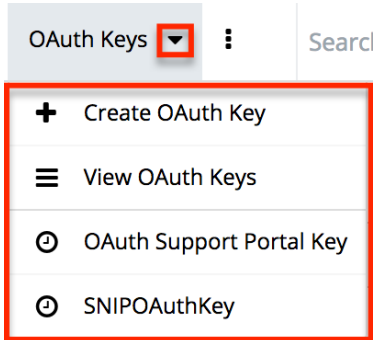 OAuth Keys
Search
Create OAuth Key
View OAuth Keys
OAuth Support Portal Key
SNIPOAuthKey